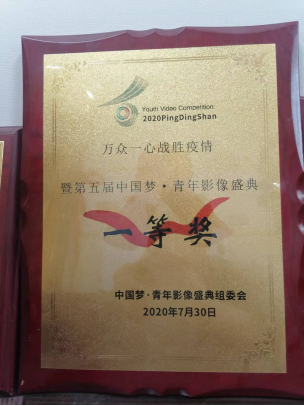 Youth Video Competition
2020PingDingShan
万众一心战胜疫情
暨第五届中国梦·青年影像盛典
一等奖
中国梦·青年影像盛典组委会
2020年7月30日